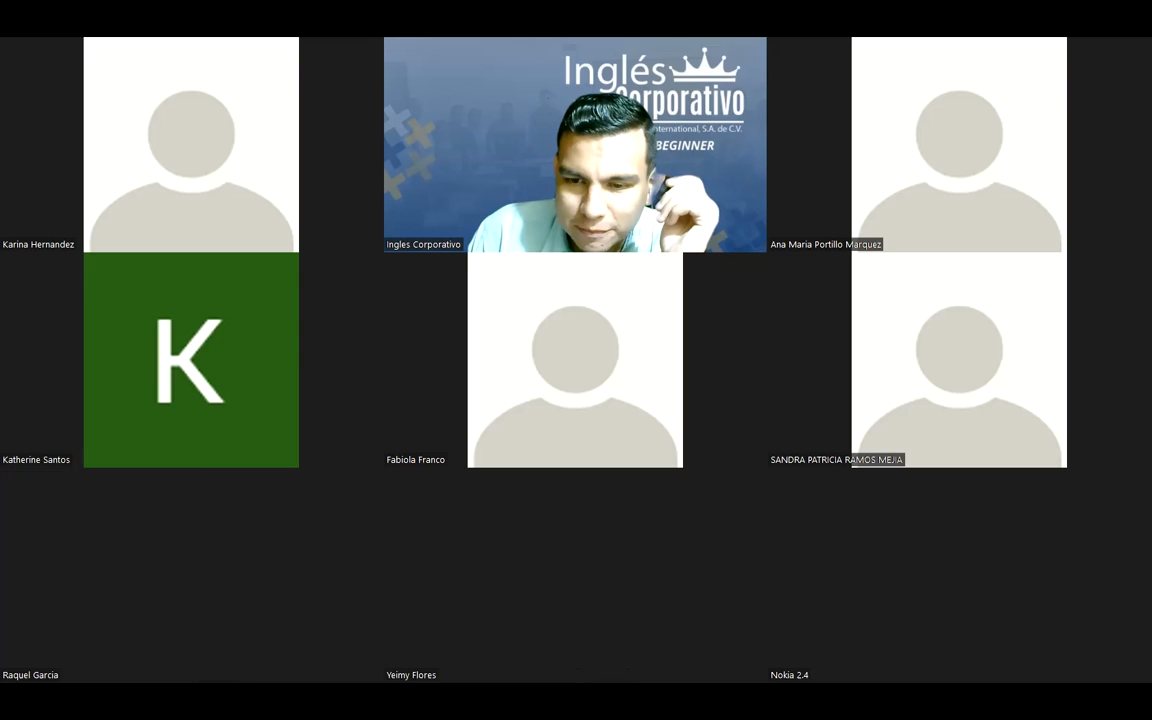 Inglés
Corporativo
International, S.A. de C.V.
BEGINNER
Karina Hernandez
Ingles Corporativo
Ana Maria Portillo Marquez
K
Katherine Santos
Fabiola Franco
SANDRA PATRICIA RAMOS MEJIA
Raquel Garcia
Yeimy Flores
Nokia 2.4